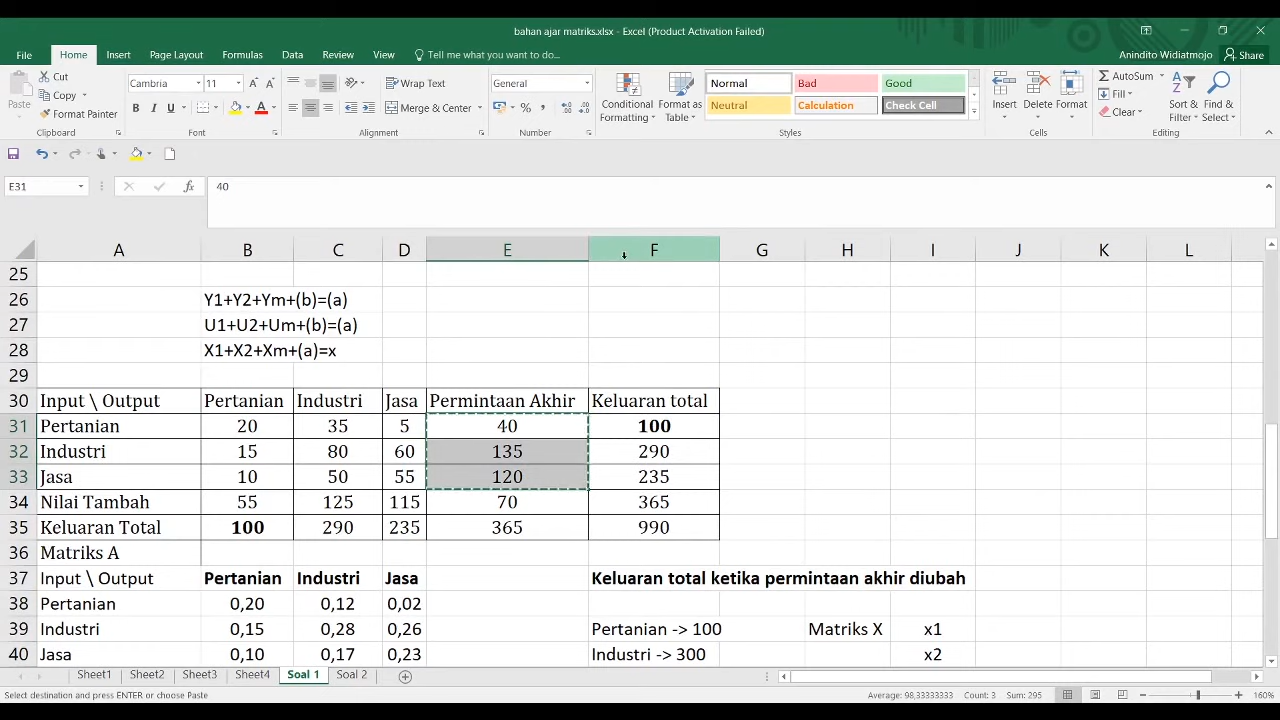 bahan ajar matriks.xlsx - Excel (Product Activation Failed)
File Home Insert Page Layout Formulas Data Review View Tell me what you want to do... Anindito Widiatmojo Share
Paste Cut Copy Format Painter Clipboard
Cambria 11 A A B I U A Font
Wrap Text Merge & Center Alignment
General % Number
Conditional Formatting Format as Table
Normal Bad Good
Neutral Calculation Check Cell
Styles
Insert Delete Format Cells
AutoSum Fill Clear Sort & Filter Find & Select Editing
E31 fx 40
A B C D E F G H I J K L
25
26 Y1+Y2+Ym+(b)=(a)
27 U1+U2+Um+(b)=(a)
28 X1+X2+Xm+(a)=x
29
30 Input \ Output Pertanian Industri Jasa Permintaan Akhir Keluaran total
31 Pertanian 20 35 5 40 100
32 Industri 15 80 60 135 290
33 Jasa 10 50 55 120 235
34 Nilai Tambah 55 125 115 70 365
35 Keluaran Total 100 290 235 365 990
36 Matriks A
37 Input \ Output Pertanian Industri Jasa Keluaran total ketika permintaan akhir diubah
38 Pertanian 0,20 0,12 0,02
39 Industri 0,15 0,28 0,26 Pertanian -> 100 Matriks X x1
40 Jasa 0,10 0,17 0,23 Industri -> 300 x2
Sheet1 Sheet2 Sheet3 Sheet4 Soal 1 Soal 2
Select destination and press ENTER or choose Paste Average: 98,33333333 Count: 3 Sum: 295 160%